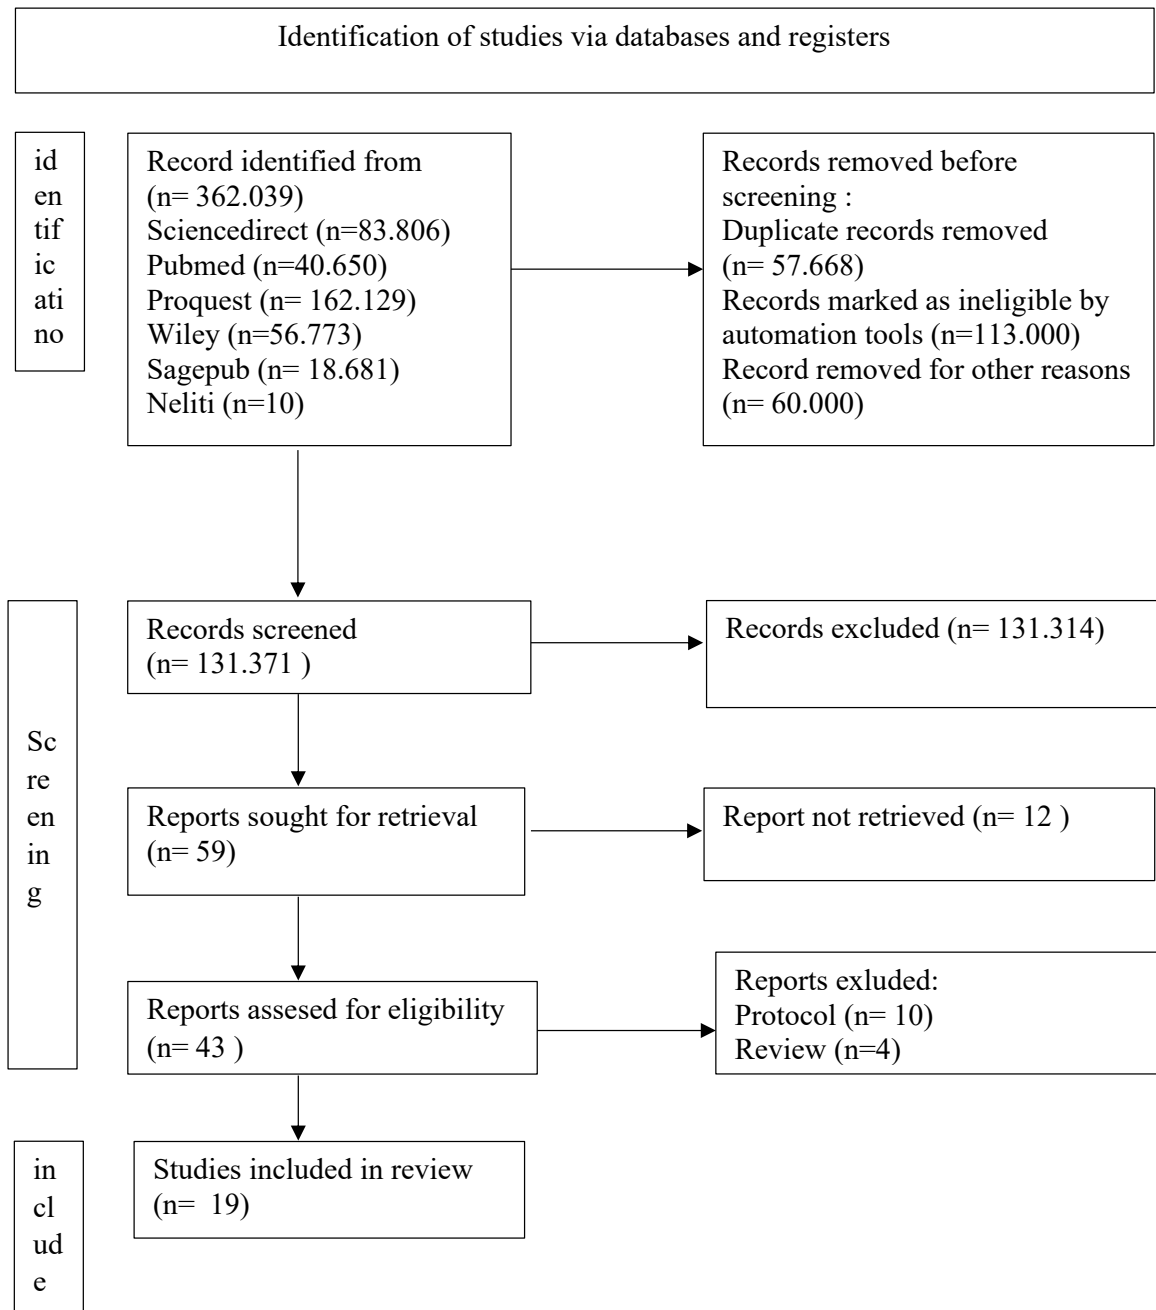 Identification of studies via databases and registers
id
en
tif
ic
ati
no
Record identified from
(n= 362.039)
Sciencedirect (n=83.806)
Pubmed (n=40.650)
Proquest (n= 162.129)
Wiley (n=56.773)
Sagepub (n= 18.681)
Neliti (n=10)
Records removed before
screening :
Duplicate records removed
(n= 57.668)
Records marked as ineligible by
automation tools (n=113.000)
Record removed for other reasons
(n= 60.000)
Sc
re
en
in
g
Records screened
(n= 131.371 )
Records excluded (n= 131.314)
Reports sought for retrieval
(n= 59)
Report not retrieved (n= 12 )
Reports assesed for eligibility
(n= 43 )
Reports exluded:
Protocol (n= 10)
Review (n=4)
in
cl
ud
e
Studies included in review
(n=  19)